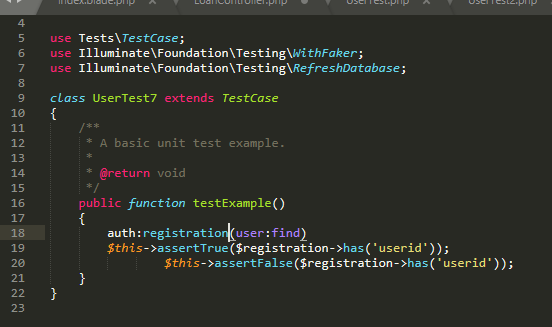 index.blade.php LoanController.php UserTest.php UserTest2.php
4
5 use Tests\TestCase;
6 use Illuminate\Foundation\Testing\WithFaker;
7 use Illuminate\Foundation\Testing\RefreshDatabase;
8
9 class UserTest7 extends TestCase
10 {
11 /**
12 * A basic unit test example.
13 *
14 * @return void
15 */
16 public function testExample()
17 {
18 auth:registration(user:find)
19 $this->assertTrue($registration->has('userid'));
20 $this->assertFalse($registration->has('userid'));
21 }
22 }
23